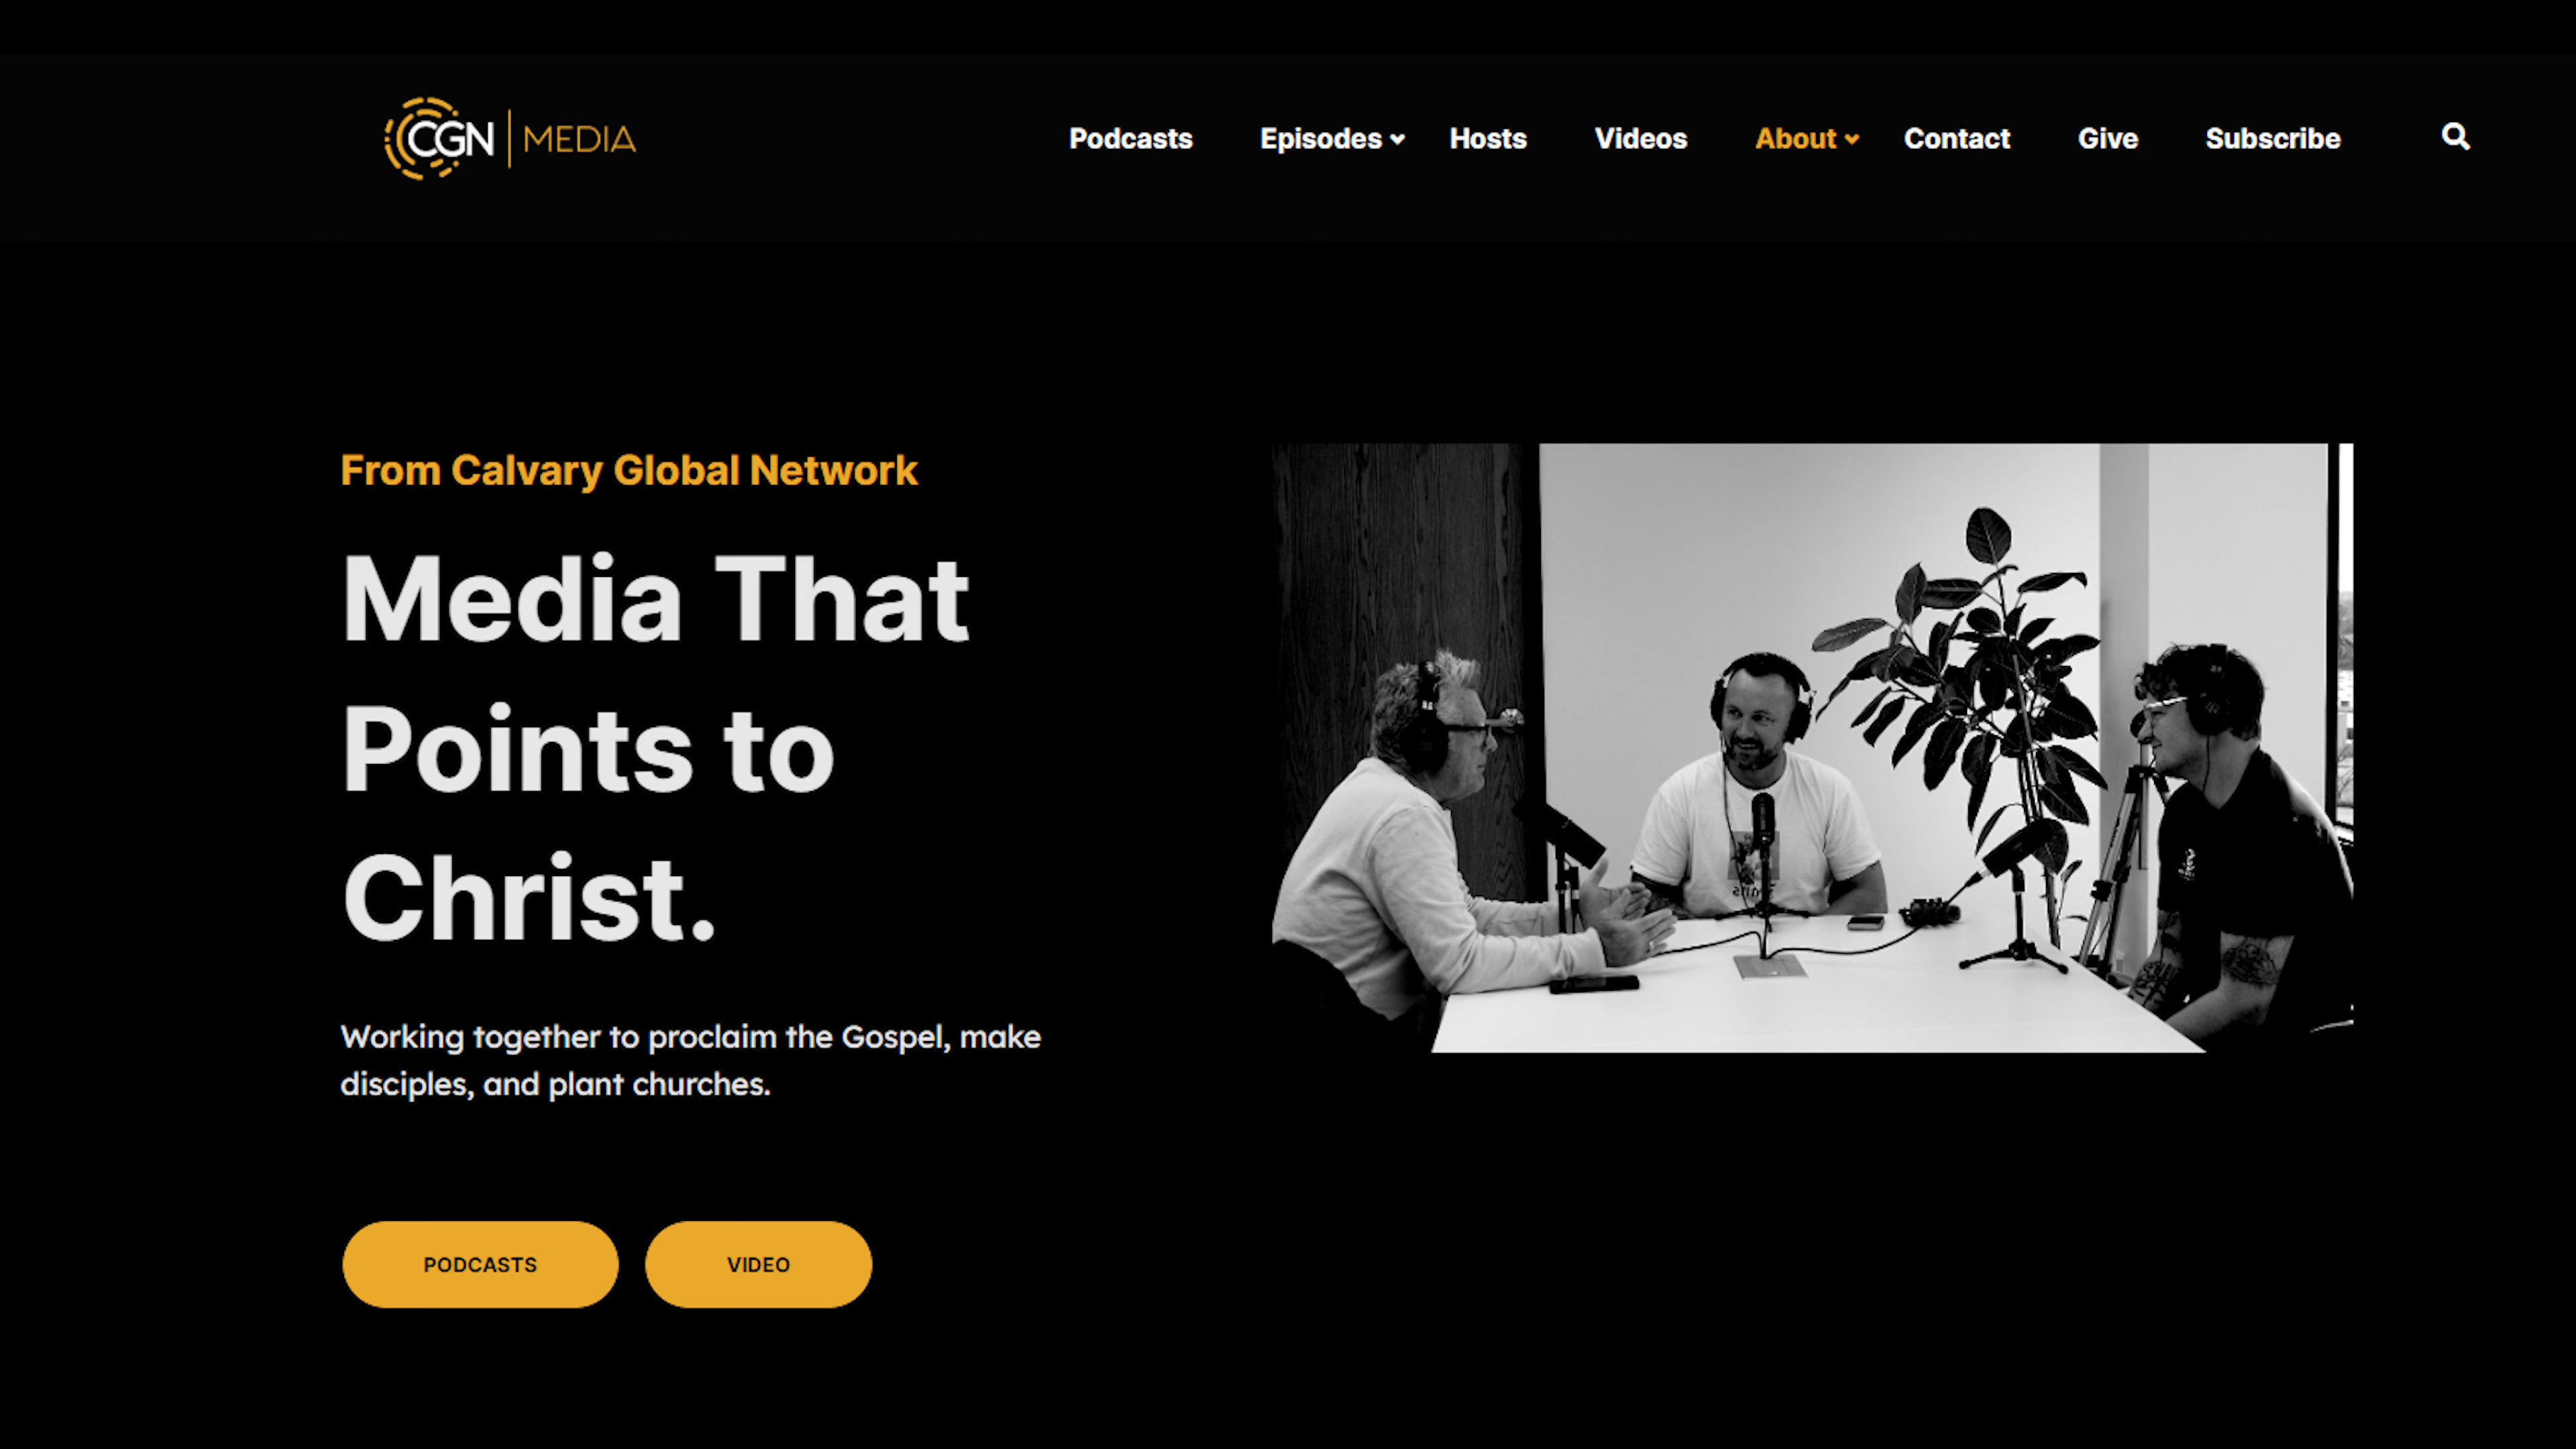 CGN | MEDIA
Podcasts Episodes Hosts Videos About Contact Give Subscribe
From Calvary Global Network
Media That
Points to
Christ.
Working together to proclaim the Gospel, make
disciples, and plant churches.
PODCASTS VIDEO